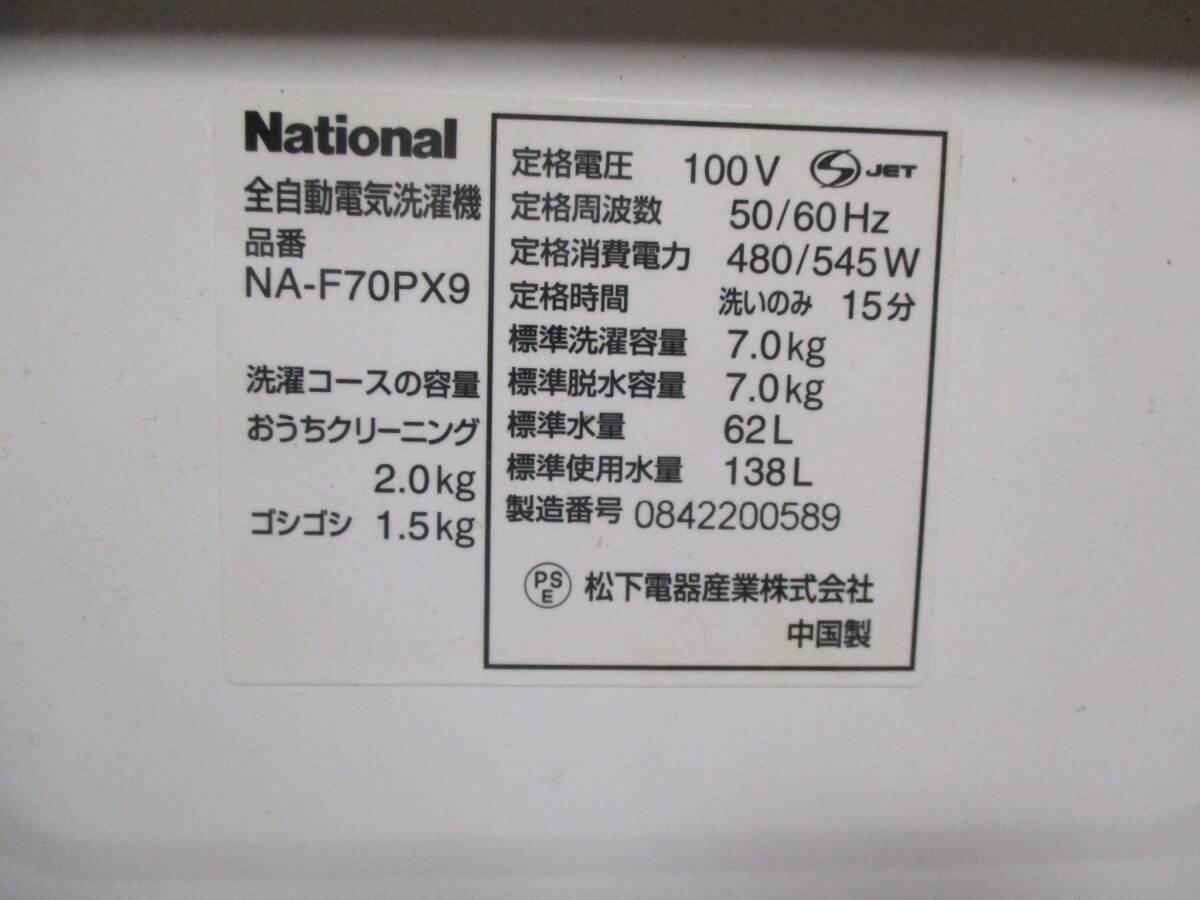 National
全自動電気洗濯機
品番
NA-F70PX9
洗濯コースの容量
おうちクリーニング
2.0kg
ゴシゴシ 1.5kg
定格電圧 100V S JET
定格周波数 50/60Hz
定格消費電力 480/545W
定格時間 洗いのみ 15分
標準洗濯容量 7.0kg
標準脱水容量 7.0kg
標準水量 62L
標準使用水量 138L
製造番号 0842200589
PSE 松下電器産業株式会社
中国製